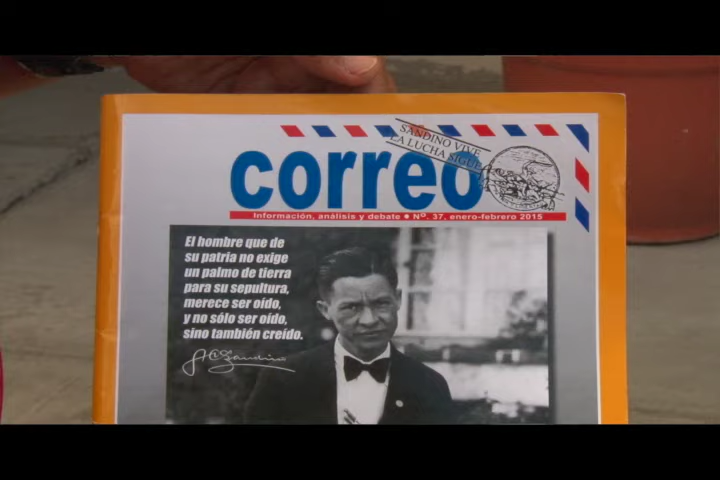 SANDINO VIVE
LA LUCHA SIGUE
correo
Información, análisis y debate ● Nº. 37, enero-febrero 2015
El hombre que de
su patria no exige
un palmo de tierra
para su sepultura,
merece ser oído,
y no sólo ser oído,
sino también creído.
A.C. Sandino